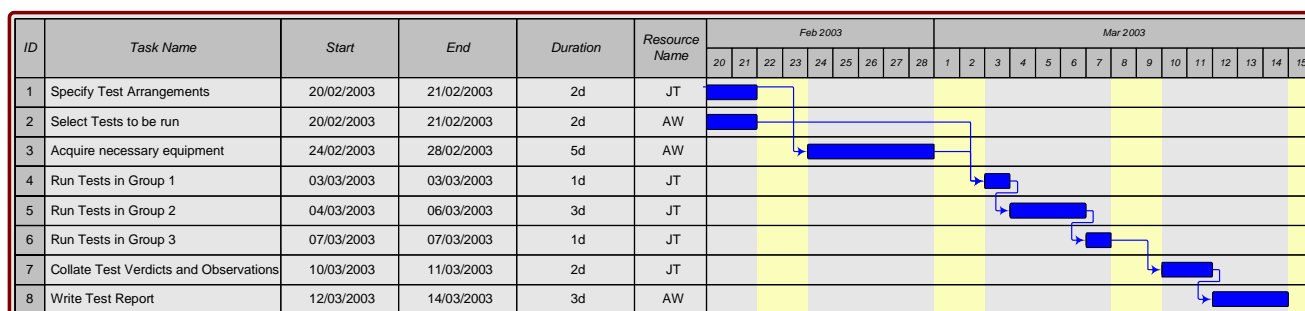 ID Task Name Start End Duration Resource Name Feb 2003 Mar 2003
20 21 22 23 24 25 26 27 28 1 2 3 4 5 6 7 8 9 10 11 12 13 14 15
1 Specify Test Arrangements 20/02/2003 21/02/2003 2d JT
2 Select Tests to be run 20/02/2003 21/02/2003 2d AW
3 Acquire necessary equipment 24/02/2003 28/02/2003 5d AW
4 Run Tests in Group 1 03/03/2003 03/03/2003 1d JT
5 Run Tests in Group 2 04/03/2003 06/03/2003 3d JT
6 Run Tests in Group 3 07/03/2003 07/03/2003 1d JT
7 Collate Test Verdicts and Observations 10/03/2003 11/03/2003 2d JT
8 Write Test Report 12/03/2003 14/03/2003 3d AW